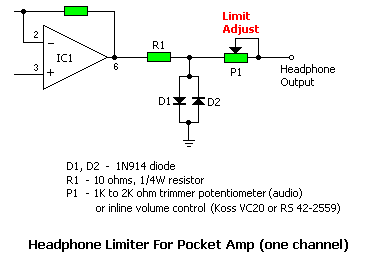 Limit
Adjust
2
3
IC1
6
R1
P1
Headphone
Output
D1
D2
D1, D2 - 1N914 diode
R1 - 10 ohms, 1/4W resistor
P1 - 1K to 2K ohm trimmer potentiometer (audio)
or inline volume control (Koss VC20 or RS 42-2559)
Headphone Limiter For Pocket Amp (one channel)